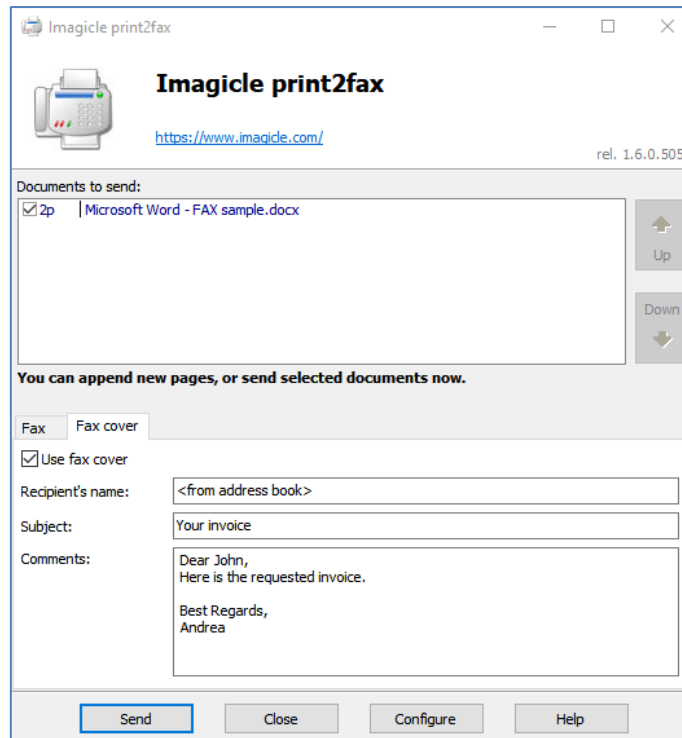 Imagicle print2fax
Imagicle print2fax
https://www.imagicle.com/
rel. 1.6.0.505
Documents to send:
2p Microsoft Word - FAX sample.docx
Up
Down
You can append new pages, or send selected documents now.
Fax Fax cover
Use fax cover
Recipient's name: <from address book>
Subject: Your invoice
Comments: Dear John,
Here is the requested invoice.
Best Regards,
Andrea
Send Close Configure Help